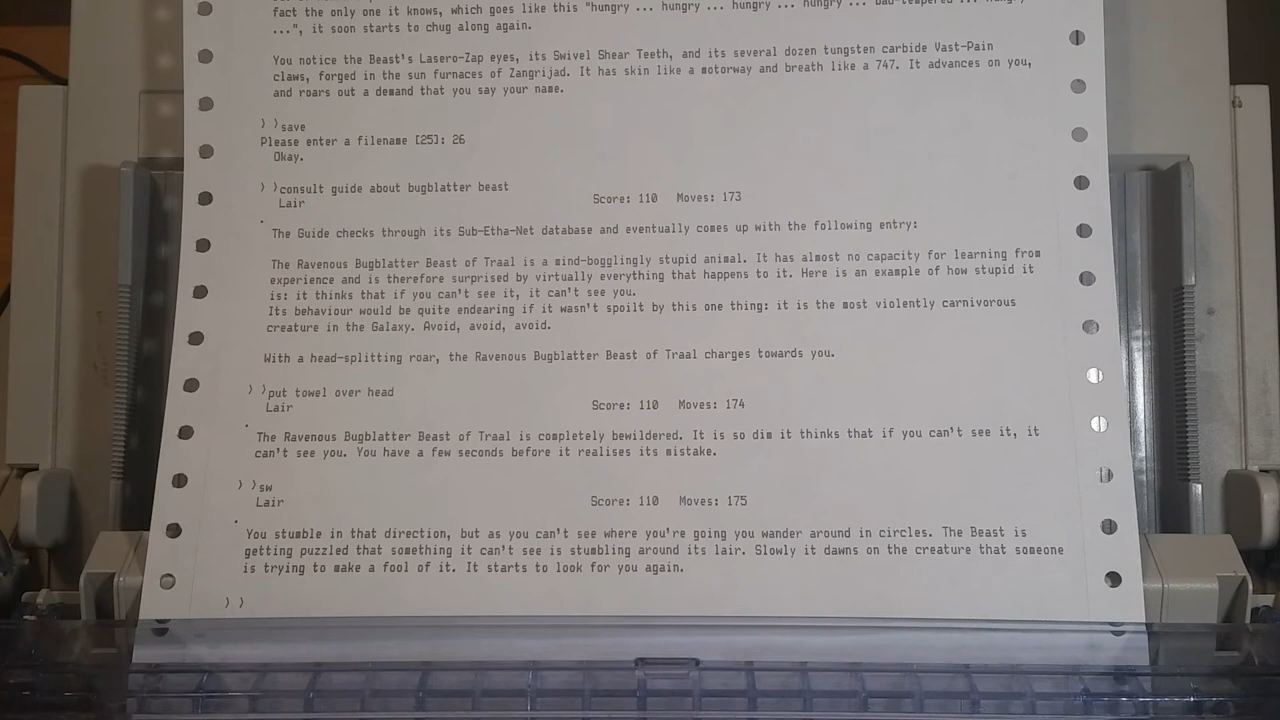 fact the only one it knows, which goes like this "hungry ... hungry ... hungry ... hungry ... bad-tempered ... hungry
...", it soon starts to chug along again.
You notice the Beast's Lasero-Zap eyes, its Swivel Shear Teeth, and its several dozen tungsten carbide Vast-Pain
claws, forged in the sun furnaces of Zangrijad. It has skin like a motorway and breath like a 747. It advances on you,
and roars out a demand that you say your name.
> >save
Please enter a filename [25]: 26
Okay.
> >consult guide about bugblatter beast
Lair Score: 110 Moves: 173
.
The Guide checks through its Sub-Etha-Net database and eventually comes up with the following entry:
The Ravenous Bugblatter Beast of Traal is a mind-bogglingly stupid animal. It has almost no capacity for learning from
experience and is therefore surprised by virtually everything that happens to it. Here is an example of how stupid it
is: it thinks that if you can't see it, it can't see you.
Its behaviour would be quite endearing if it wasn't spoilt by this one thing: it is the most violently carnivorous
creature in the Galaxy. Avoid, avoid, avoid.
With a head-splitting roar, the Ravenous Bugblatter Beast of Traal charges towards you.
> >put towel over head
Lair Score: 110 Moves: 174
.
The Ravenous Bugblatter Beast of Traal is completely bewildered. It is so dim it thinks that if you can't see it, it
can't see you. You have a few seconds before it realises its mistake.
> >sw
Lair Score: 110 Moves: 175
.
You stumble in that direction, but as you can't see where you're going you wander around in circles. The Beast is
getting puzzled that something it can't see is stumbling around its lair. Slowly it dawns on the creature that someone
is trying to make a fool of it. It starts to look for you again.
> >